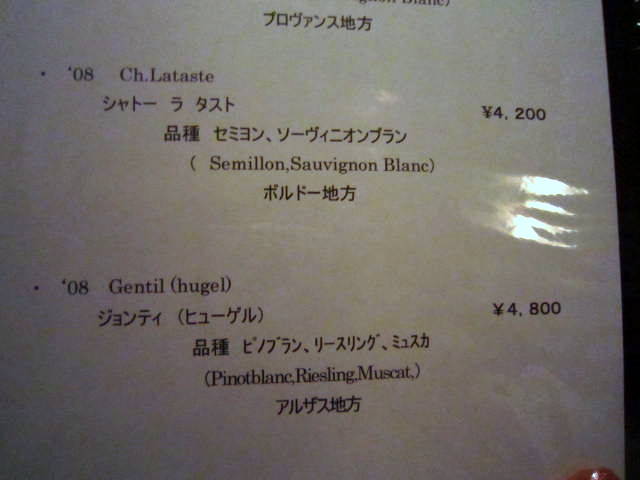 Blanc)
プロヴァンス地方
・ ‘08 Ch.Lataste
シャトー ラ タスト
¥4, 200
品種 セミヨン、ソーヴィニオンブラン
( Semillon,Sauvignon Blanc)
ボルドー地方
・ ‘08 Gentil (hugel)
ジョンティ (ヒューゲル)
¥4, 800
品種 ピノブラン、リースリング、ミュスカ
(Pinotblanc,Riesling,Muscat,)
アルザス地方